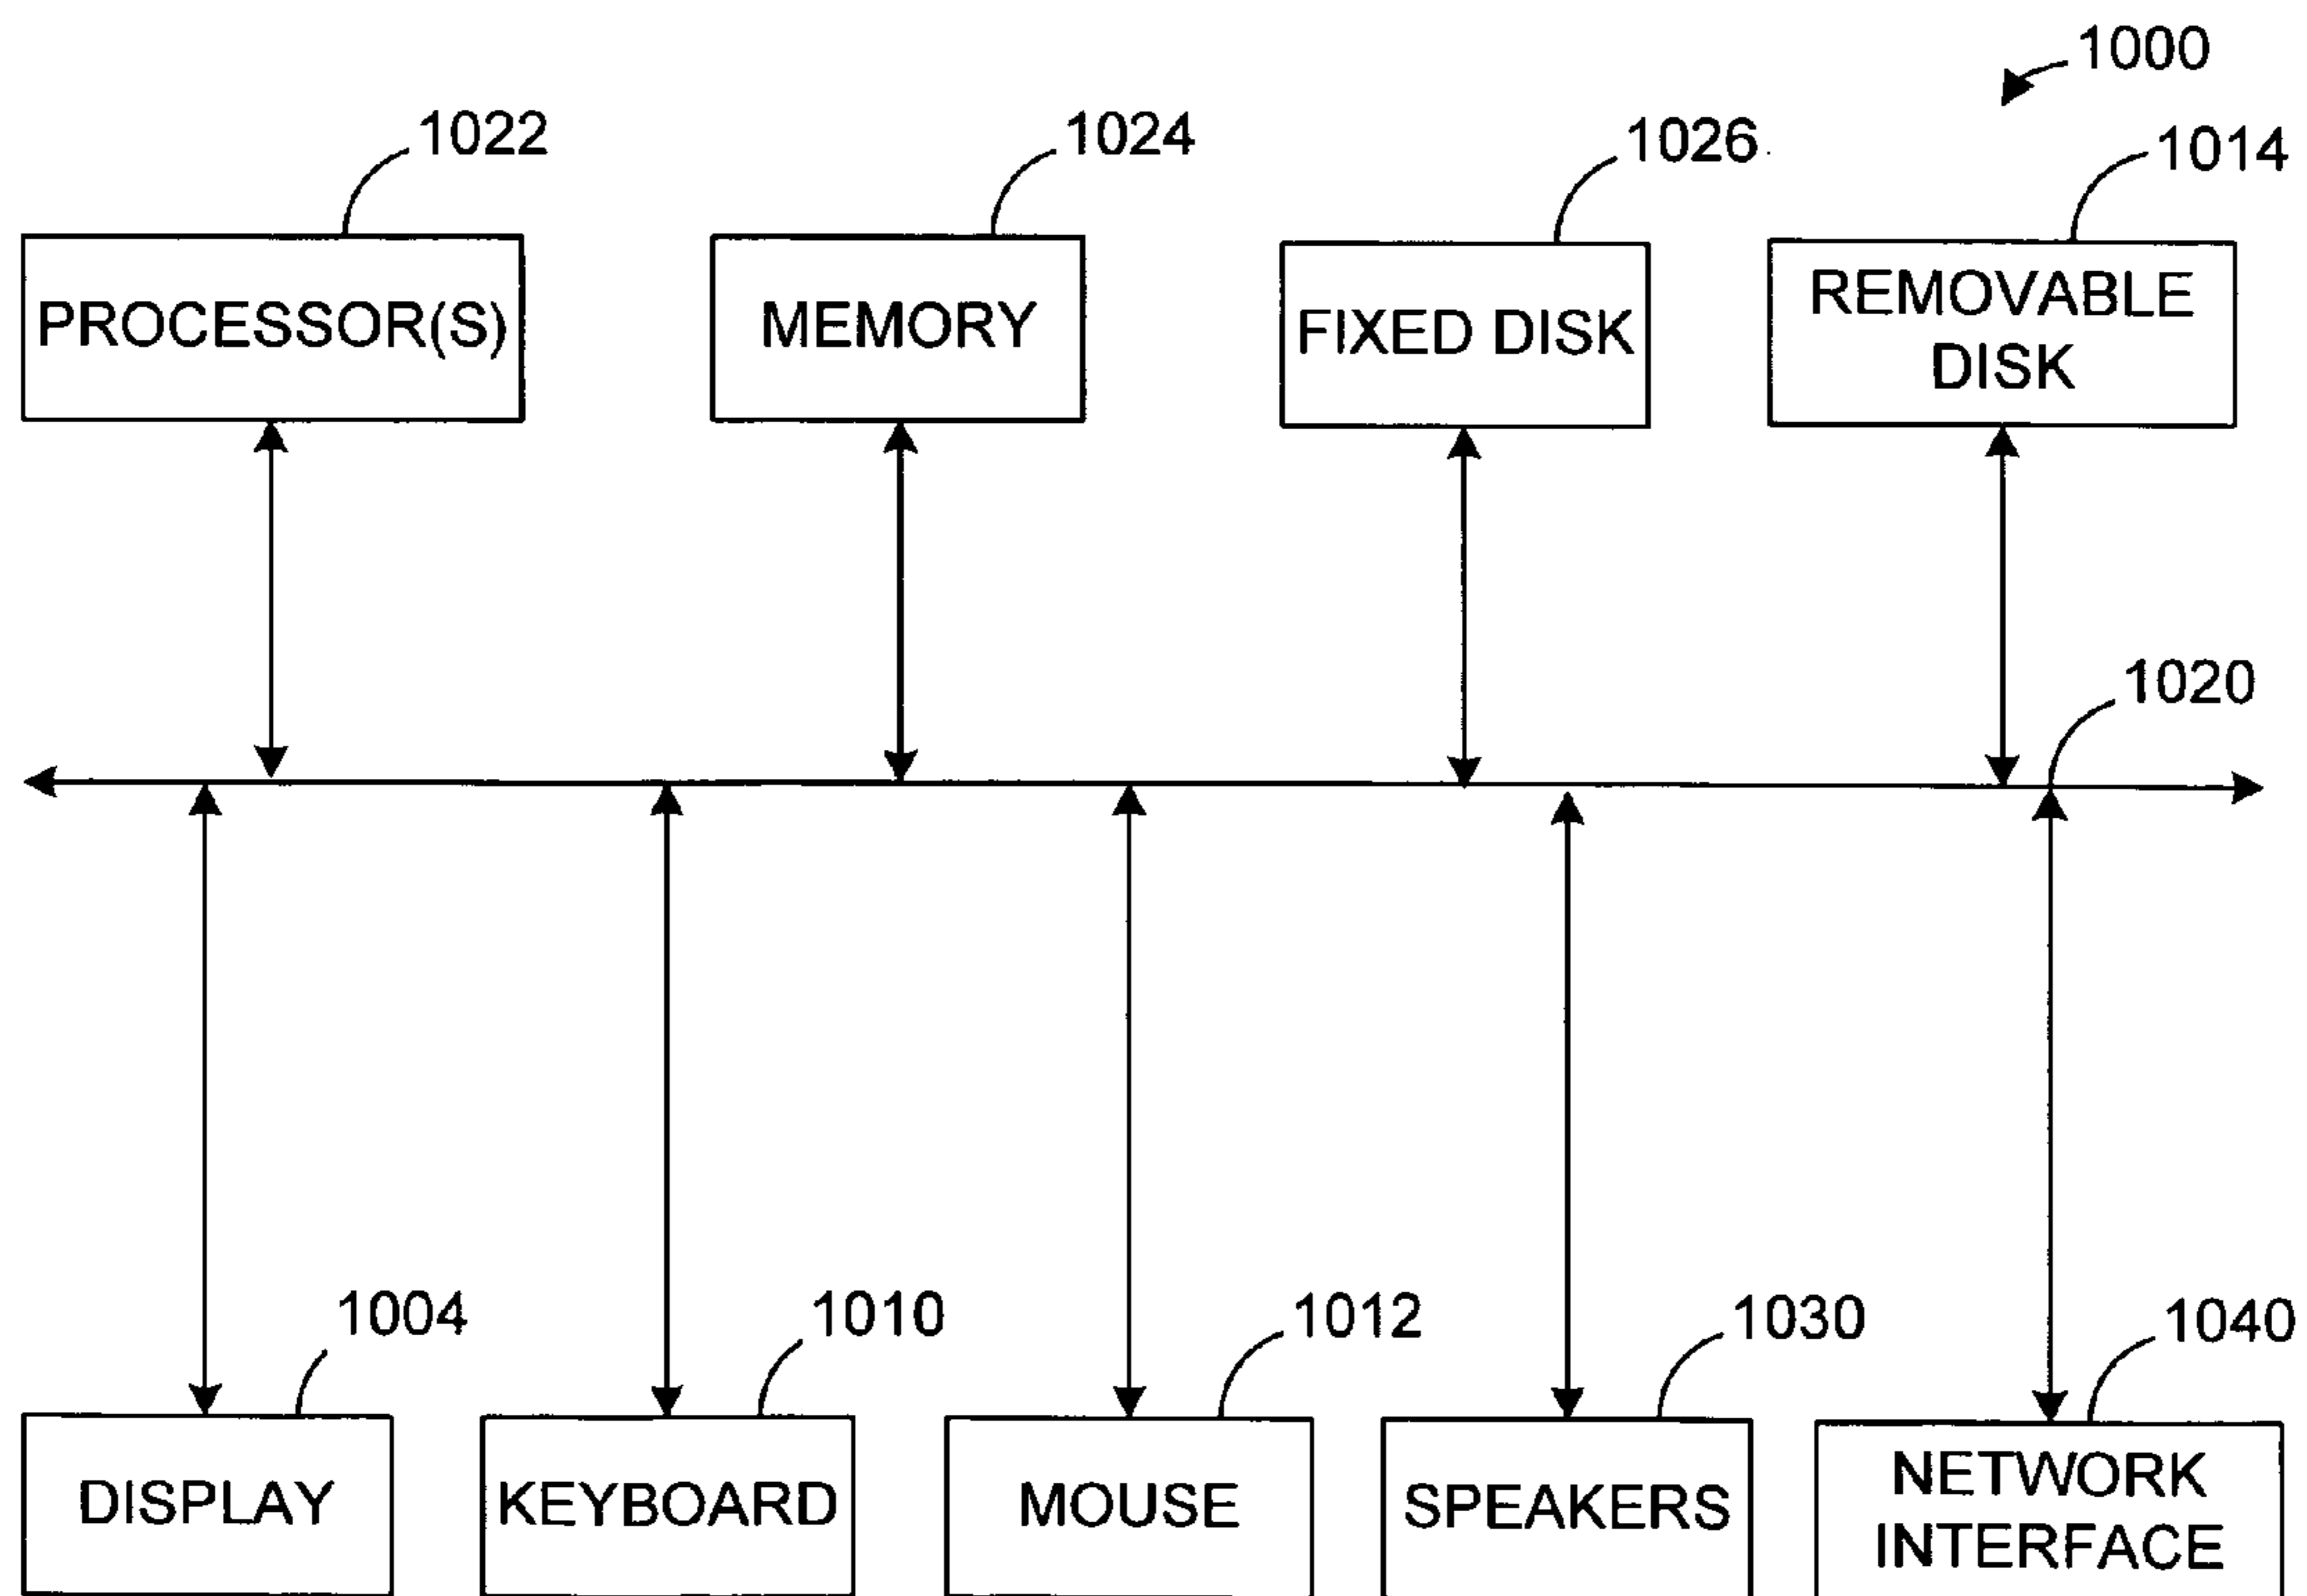 1000
1022
1024
1026
1014
PROCESSOR(S)
MEMORY
FIXED DISK
REMOVABLE
DISK
1020
1004
1010
1012
1030
1040
DISPLAY
KEYBOARD
MOUSE
SPEAKERS
NETWORK
INTERFACE